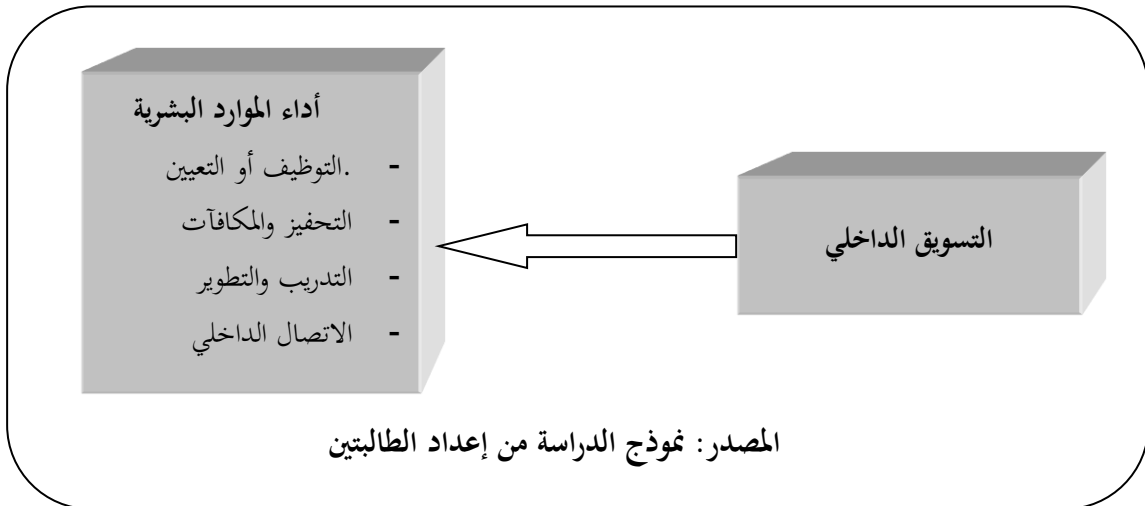 التسويق الداخلي
أداء الموارد البشرية
- .التوظيف أو التعيين
- التحفيز والمكافآت
- التدريب والتطوير
- الاتصال الداخلي
المصدر: نموذج الدراسة من إعداد الطالبتين